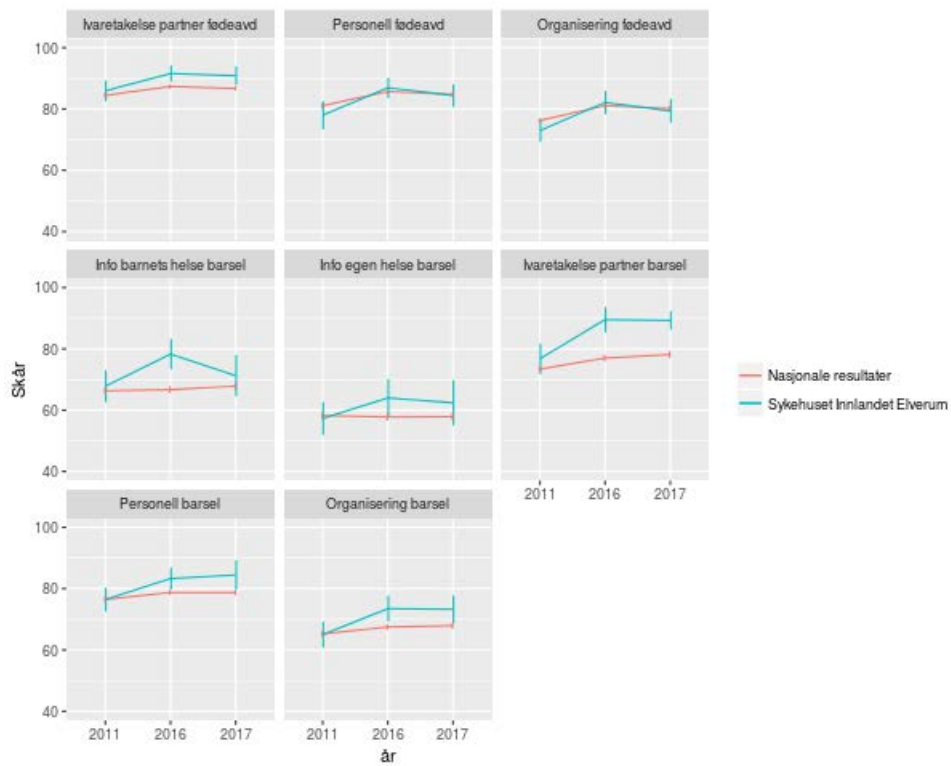 Ivaretakelse partner fødeavd
Personell fødeavd
Organisering fødeavd
100
80
60
40
Info barnets helse barsel
Info egen helse barsel
Ivaretakelse partner barsel
100
80
60
40
2011 2016 2017
Personell barsel
Organisering barsel
100
80
60
40
2011 2016 2017
2011 2016 2017
år
Skår
Nasjonale resultater
Sykehuset Innlandet Elverum